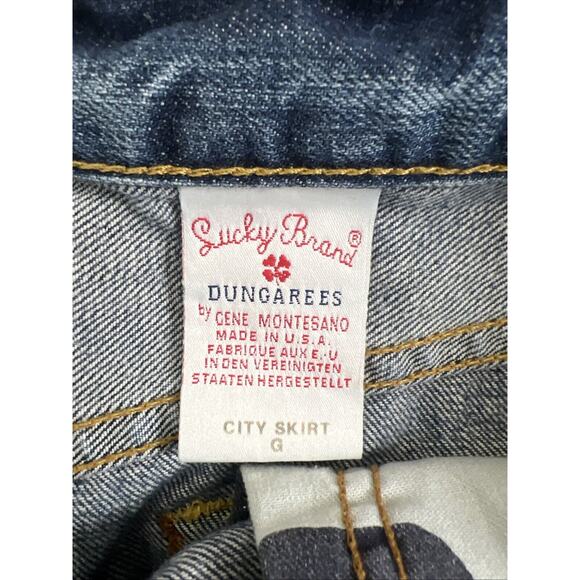 Lucky Brand®
DUNGAREES
by GENE MONTESANO
MADE IN U.S.A.
FABRIQUE AUX E.-U
IN DEN VEREINIGTEN
STAATEN HERGESTELLT
CITY SKIRT
G